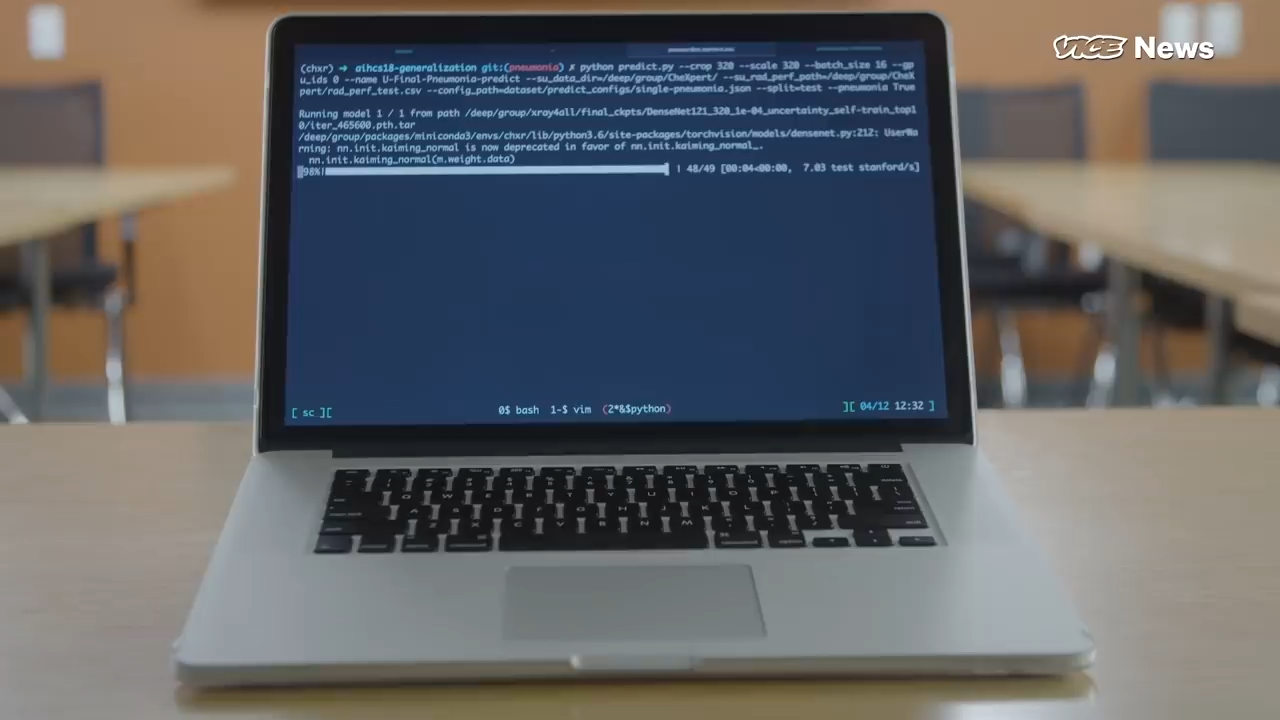 VICE News
(chxr) → aihcs18-generalization git:(pneumonia) ✗ python predict.py --crop 320 --scale 320 --batch_size 16 --gp
u_ids 0 --name U-Final-Pneumonia-predict --su_data_dir=/deep/group/CheXpert/ --su_rad_perf_path=/deep/group/CheX
pert/rad_perf_test.csv --config_path=dataset/predict_configs/single-pneumonia.json --split=test --pneumonia True
Running model 1 / 1 from path /deep/group/xray4all/final_ckpts/DenseNet121_320_1e-04_uncertainty_self-train_top1
0/iter_465600.pth.tar
/deep/group/packages/miniconda3/envs/chxr/lib/python3.6/site-packages/torchvision/models/densenet.py:212: UserWa
rning: nn.init.kaiming_normal is now deprecated in favor of nn.init.kaiming_normal_.
nn.init.kaiming_normal(m.weight.data)
98%| | 48/49 [00:04<00:00, 7.03 test stanford/s]
[ sc ][ 0$ bash 1-$ vim (2*&$python) ][ 04/12 12:32 ]